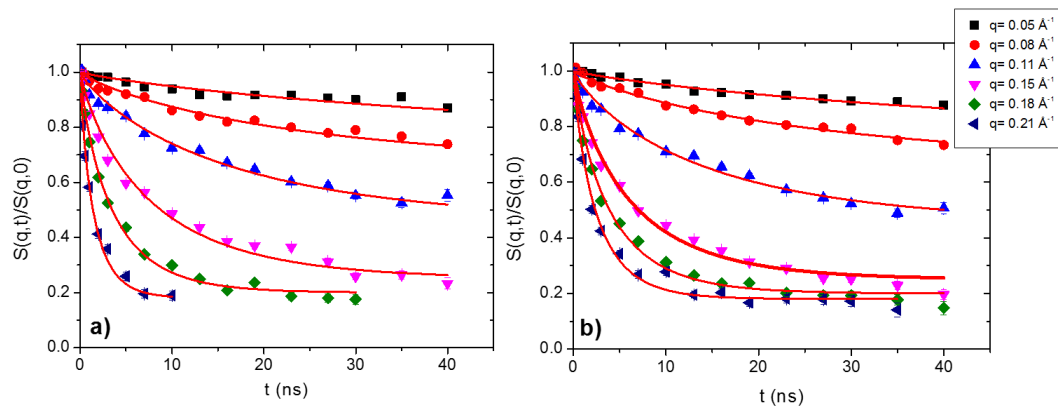 S(q,t)/S(q,0)
1.0
0.8
0.6
0.4
0.2
0.0
a)
0 10 20 30 40
t (ns)
S(q,t)/S(q,0)
1.0
0.8
0.6
0.4
0.2
0.0
b)
0 10 20 30 40
t (ns)
q= 0.05 Å⁻¹
q= 0.08 Å⁻¹
q= 0.11 Å⁻¹
q= 0.15 Å⁻¹
q= 0.18 Å⁻¹
q= 0.21 Å⁻¹